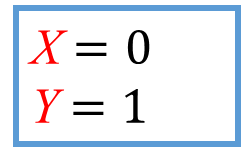 X = 0
Y = 1